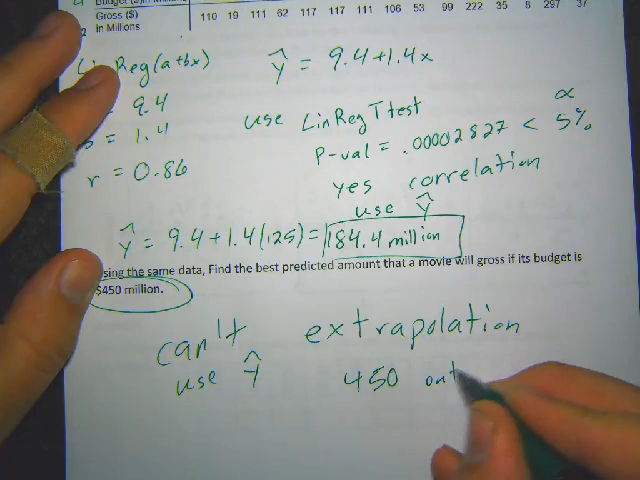 Gross ($)
in Millions
110 19 111 62 117 117 111 106 53 99 222 35 8 297 37
LinReg(a+bx) ŷ = 9.4+1.4x
9.4
= 1.4
r = 0.86
use LinRegTtest
α
P-val = .00002827 < 5%
yes correlation
use ŷ
ŷ = 9.4+1.4(125) = 184.4 million
sing the same data, Find the best predicted amount that a movie will gross if its budget is
$450 million.
can't extrapolation
use ŷ 450 out